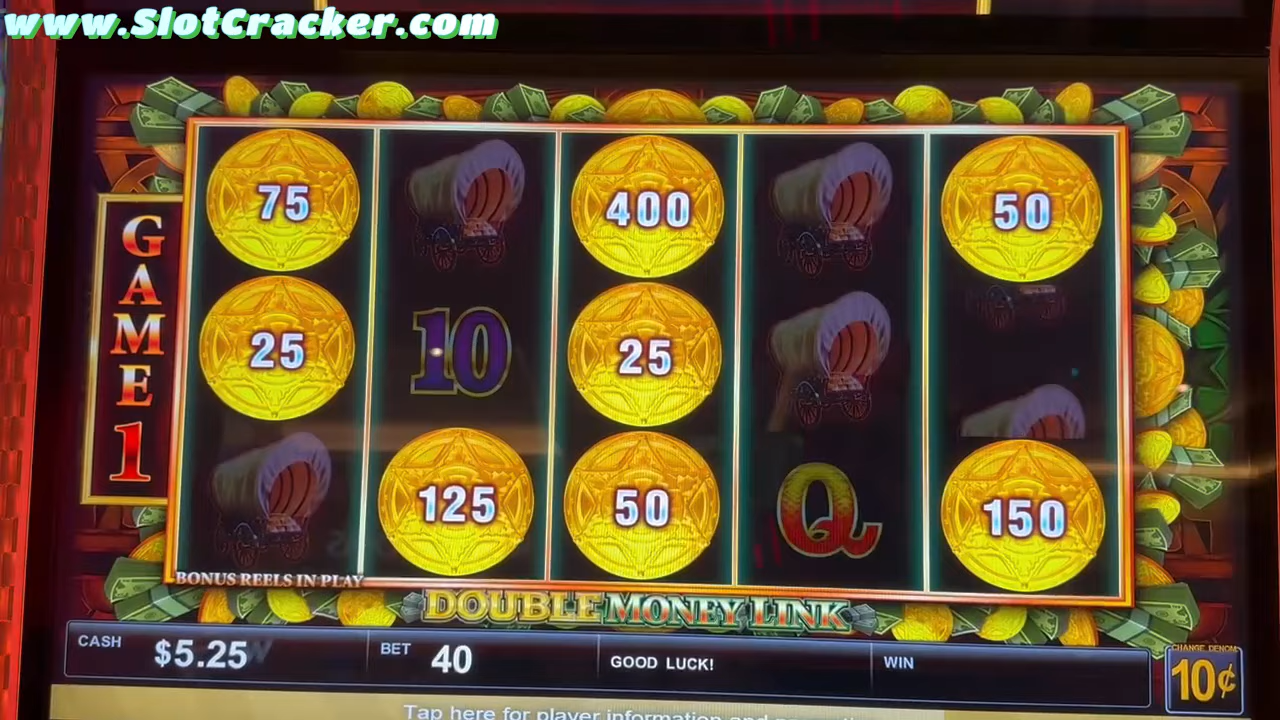 www.SlotCracker.com
GAME 1
75
400
50
25
10
25
125
50
Q
150
BONUS REELS IN PLAY
DOUBLE MONEY LINK
CASH
$5.25
BET
40
GOOD LUCK!
WIN
CHANGE DENOM
10¢
Tap here for player information and